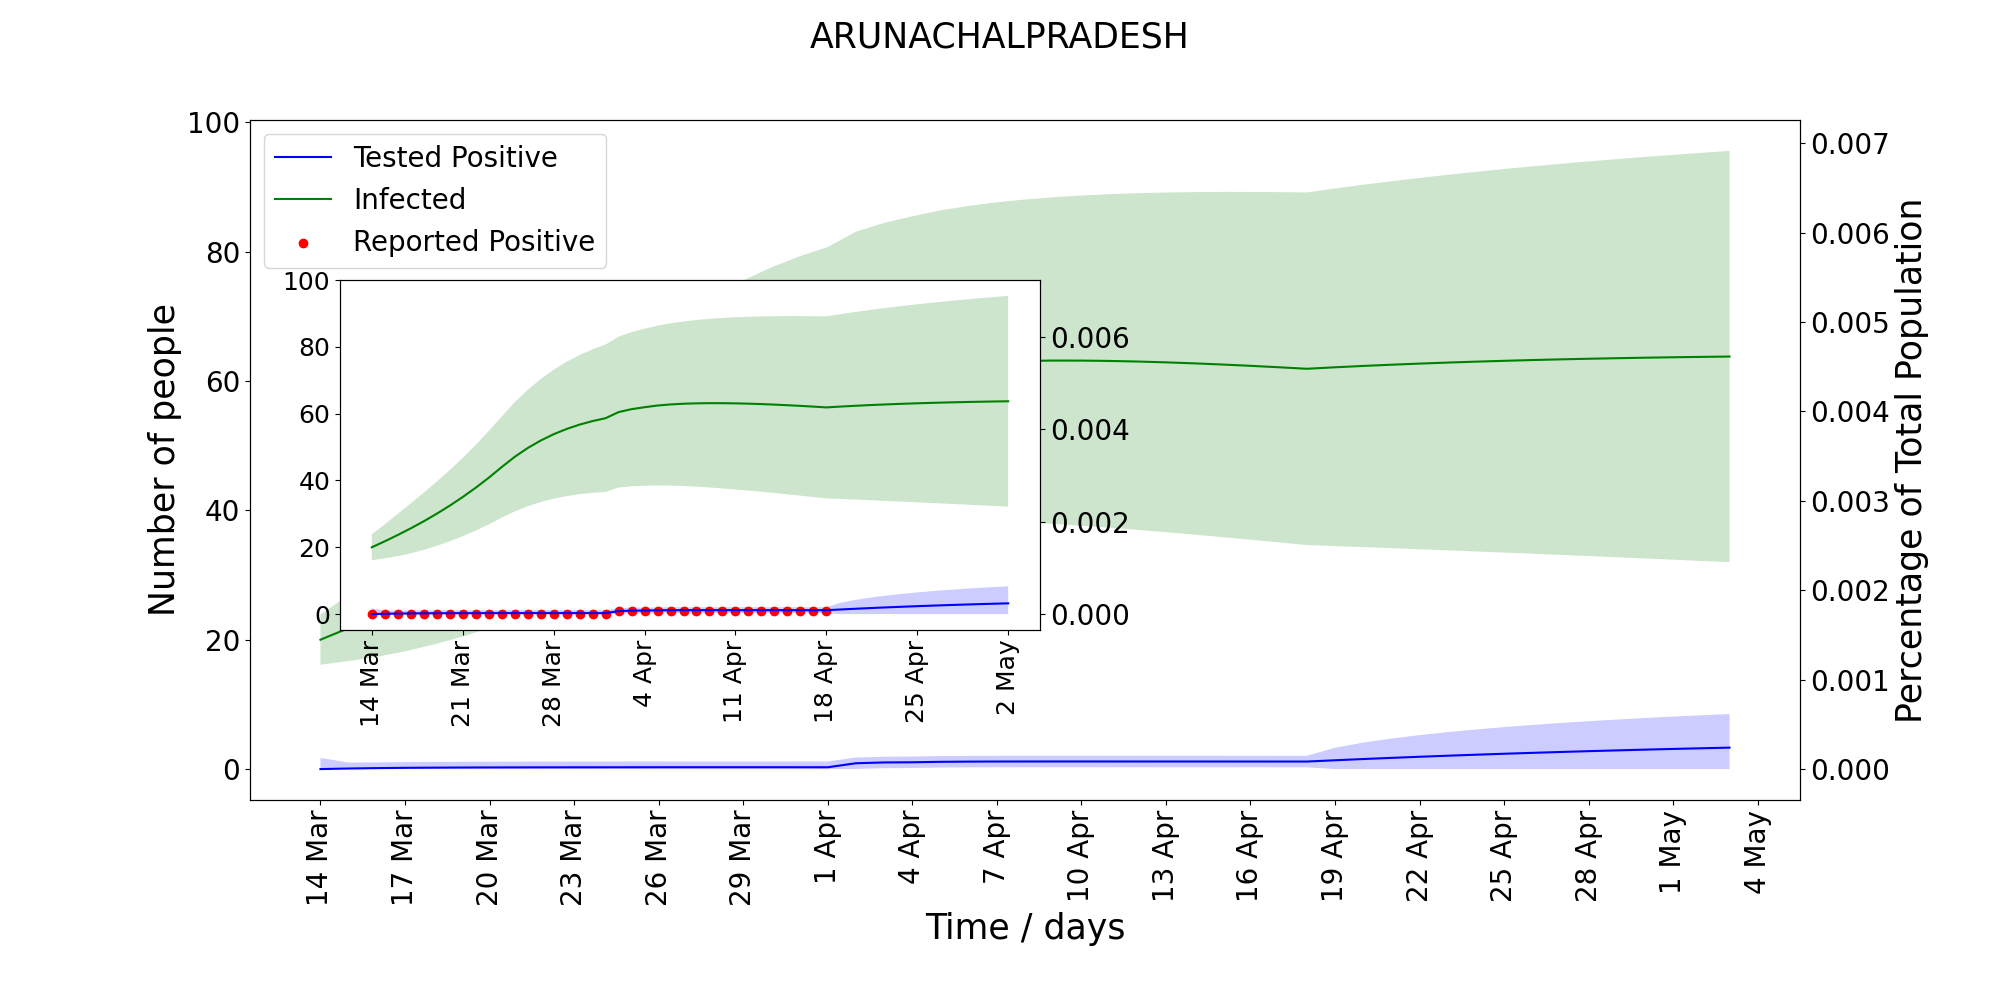 ARUNACHALPRADESH
Tested Positive
Infected
Reported Positive
Number of people
100
80
60
40
20
0
100
80
60
40
20
0
0.006
0.004
0.002
0.000
14 Mar
21 Mar
28 Mar
4 Apr
11 Apr
18 Apr
25 Apr
2 May
0.007
0.006
0.005
0.004
0.003
0.002
0.001
0.000
Percentage of Total Population
14 Mar
17 Mar
20 Mar
23 Mar
26 Mar
29 Mar
1 Apr
4 Apr
7 Apr
10 Apr
13 Apr
16 Apr
19 Apr
22 Apr
25 Apr
28 Apr
1 May
4 May
Time / days